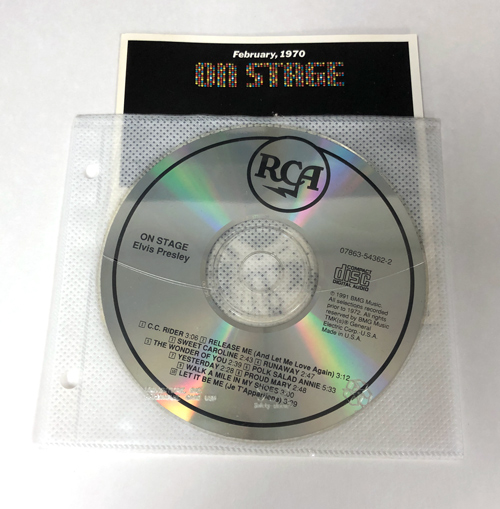 February, 1970
ON STAGE
RCA
ON STAGE
Elvis Presley
07863-54362-2
COMPACT
disc
DIGITAL AUDIO
℗ 1991 BMG Music.
All selections recorded
prior to 1972. All rights
reserved by BMG Music.
TMK(s)® General
Electric Corp., U.S.A.
Made in U.S.A.
1 C.C. RIDER 3:06 2 RELEASE ME (And Let Me Love Again) 3:12
3 SWEET CAROLINE 2:43 4 RUNAWAY 2:47
5 THE WONDER OF YOU 2:39 6 POLK SALAD ANNIE 5:33
7 YESTERDAY 2:28 8 PROUD MARY 2:48
9 WALK A MILE IN MY SHOES 3:00
10 LET IT BE ME (Je T'Appartiens)